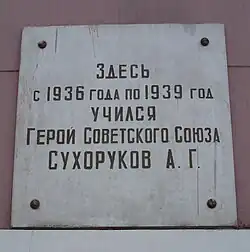 ЗДЕСЬ
С 1936 ГОДА ПО 1939 ГОД
УЧИЛСЯ
ГЕРОЙ СОВЕТСКОГО СОЮЗА
СУХОРУКОВ А. Г.